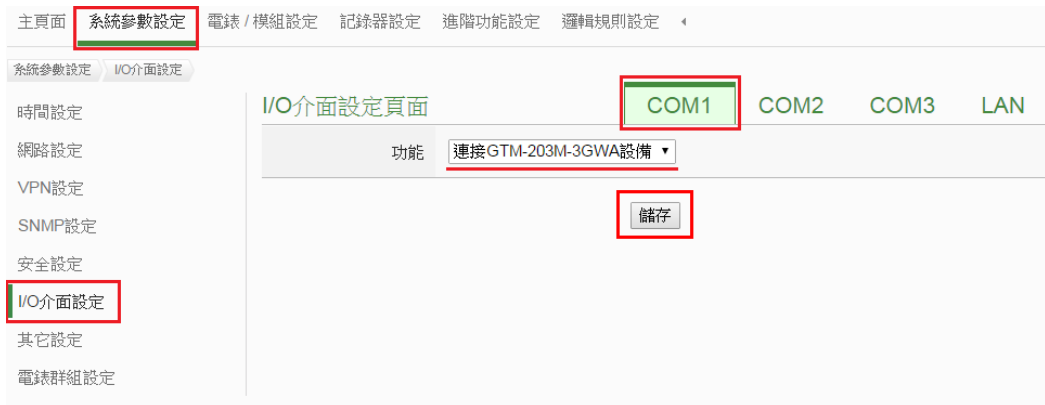 主頁面 系統參數設定 電錶 / 模組設定 記錄器設定 進階功能設定 邏輯規則設定
系統參數設定 I/O介面設定
時間設定
網路設定
VPN設定
SNMP設定
安全設定
I/O介面設定
其它設定
電錶群組設定
I/O介面設定頁面 COM1 COM2 COM3 LAN
功能 連接GTM-203M-3GWA設備
儲存